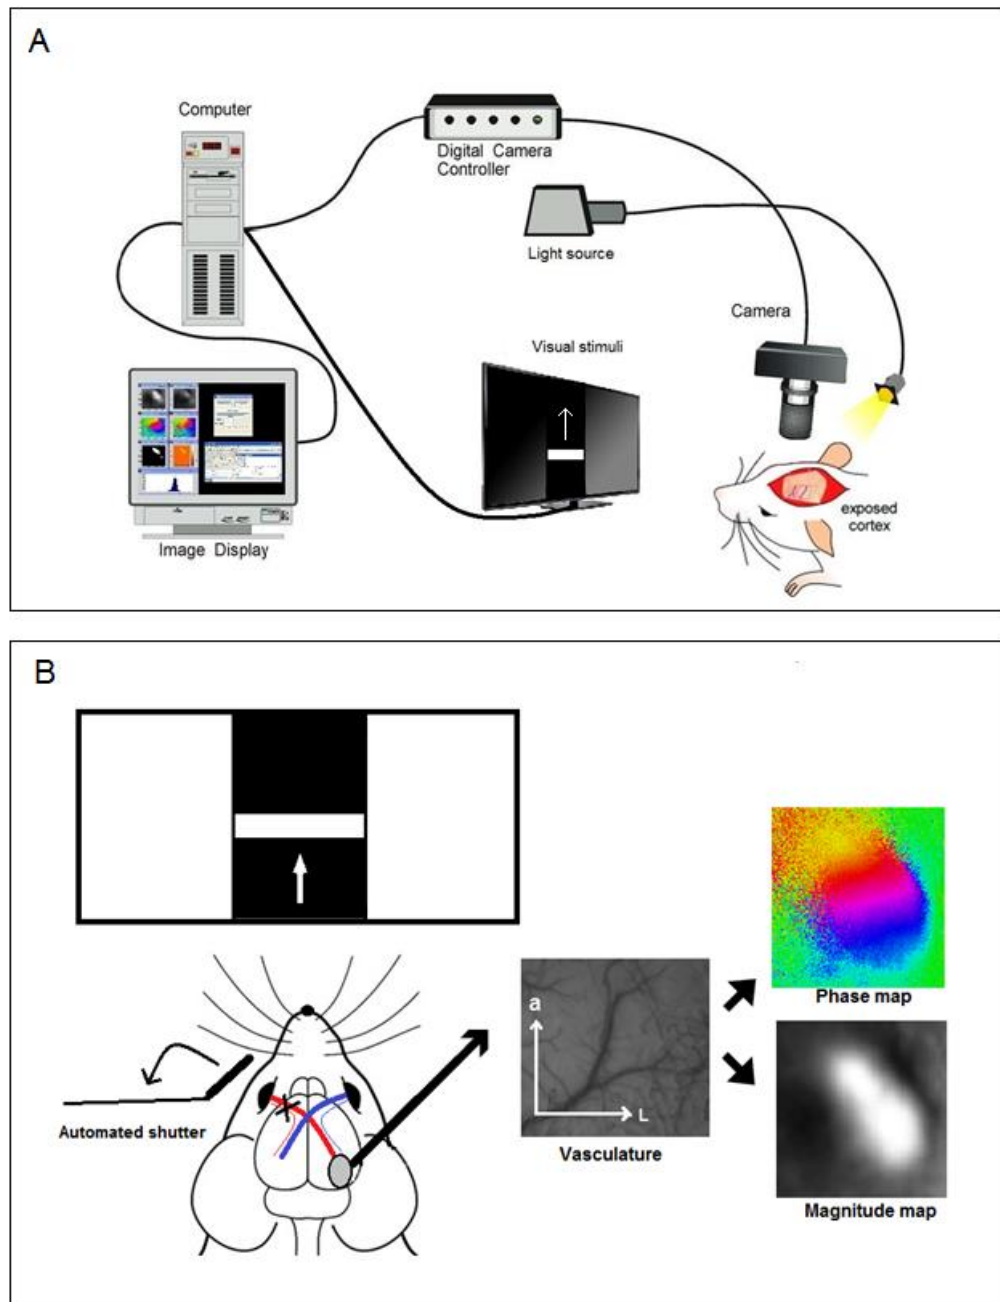 A
Computer
Digital Camera
Controller
Light source
Camera
Visual stimuli
exposed
cortex
Image Display
B
Phase map
a
L
Automated shutter
Vasculature
Magnitude map